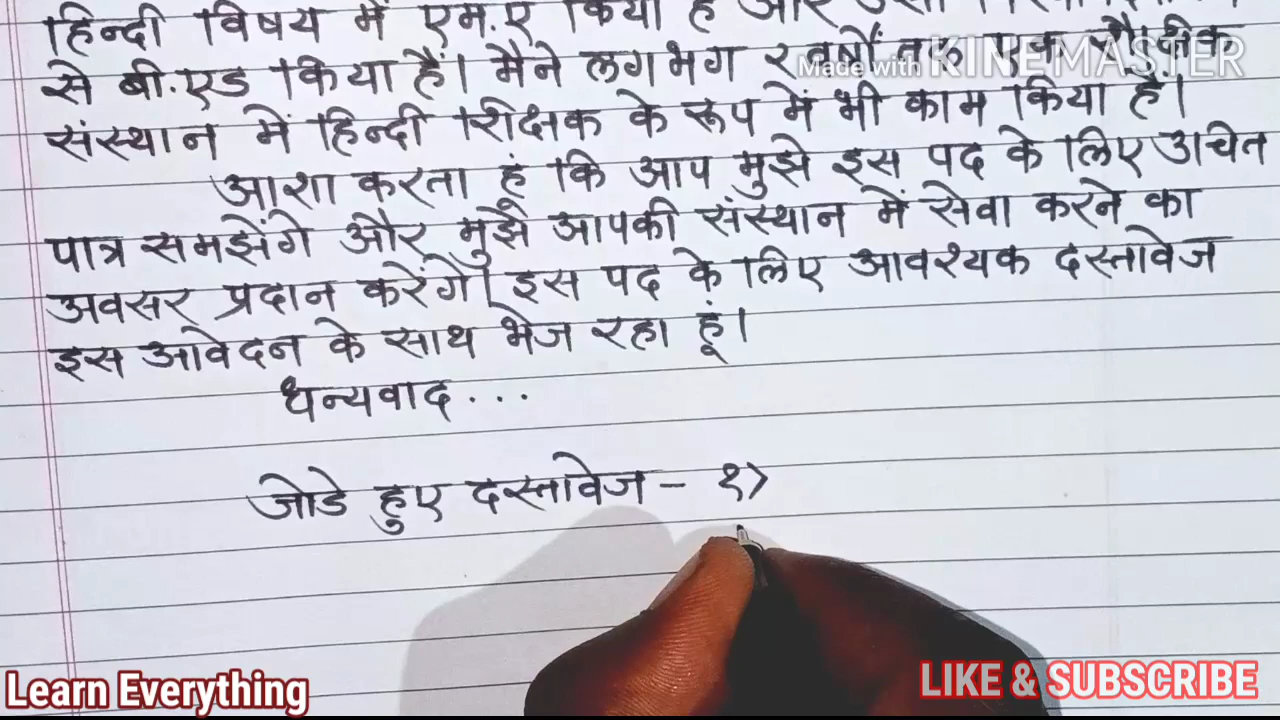 हिन्दी विषय में एम.ए किया है और
से बी.एड किया हैं। मैने लगभग २ वर्षों तक एक शैक्षीक
Made with KINEMASTER
संस्थान में हिन्दी शिक्षक के रूप में भी काम किया हैं।
आशा करता हूं कि आप मुझे इस पद के लिए उचित
पात्र समझेंगे और मुझे आपकी संस्थान में सेवा करने का
अवसर प्रदान करेंगे। इस पद के लिए आवश्यक दस्तावेज
इस आवेदन के साथ भेज रहा हूं।
धन्यवाद...
जोडे हुए दस्तावेज - १>
Learn Everything
LIKE & SUBSCRIBE